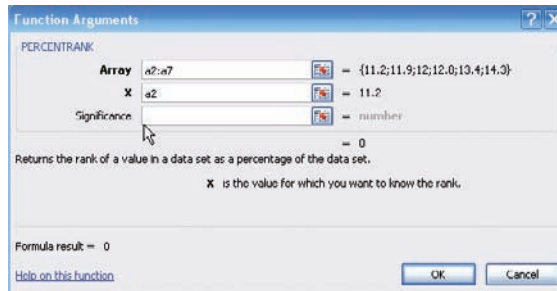 Function Arguments
PERCENTRANK
Array a2:a7 = {11.2;11.9;12;12.8;13.4;14.3}
X a2 = 11.2
Significance = number
= 0
Returns the rank of a value in a data set as a percentage of the data set.
X is the value for which you want to know the rank.
Formula result = 0
Help on this function
OK Cancel